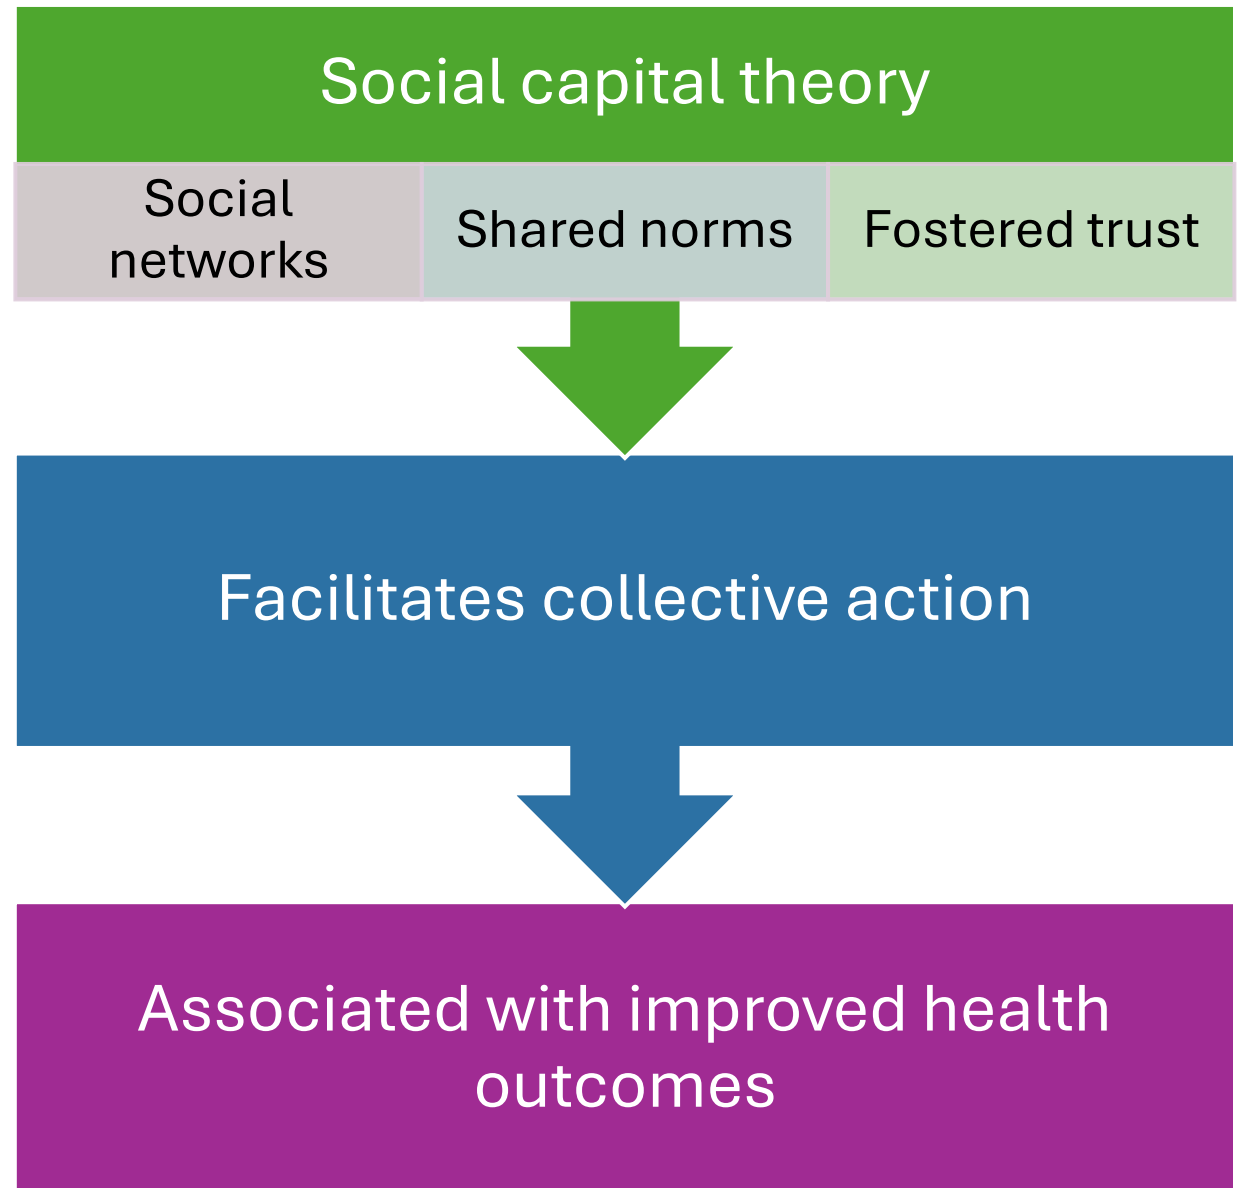 Social capital theory
Social
networks
Shared norms
Fostered trust
Facilitates collective action
Associated with improved health
outcomes